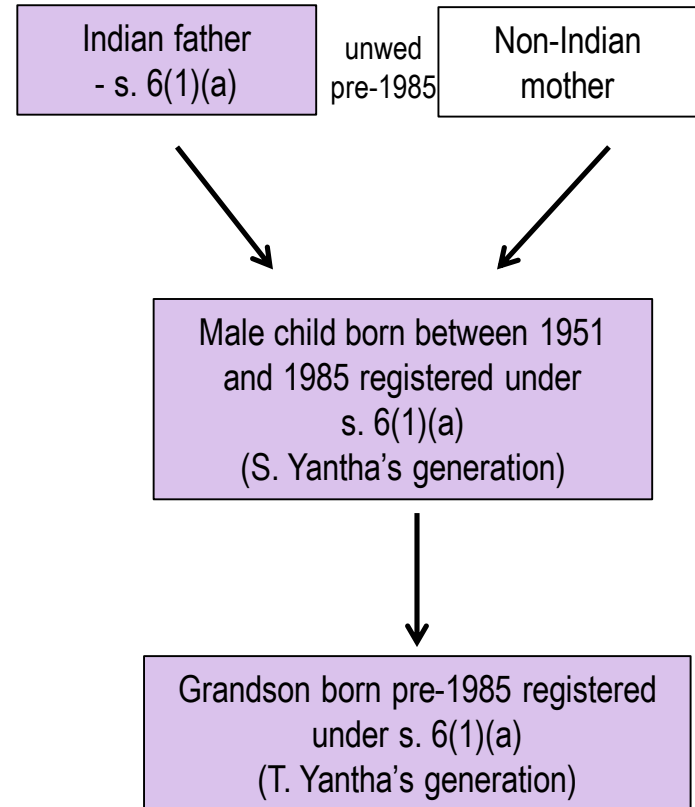 Indian father
- s. 6(1)(a)
unwed
pre-1985
Non-Indian
mother
Male child born between 1951
and 1985 registered under
s. 6(1)(a)
(S. Yantha’s generation)
Grandson born pre-1985 registered
under s. 6(1)(a)
(T. Yantha’s generation)